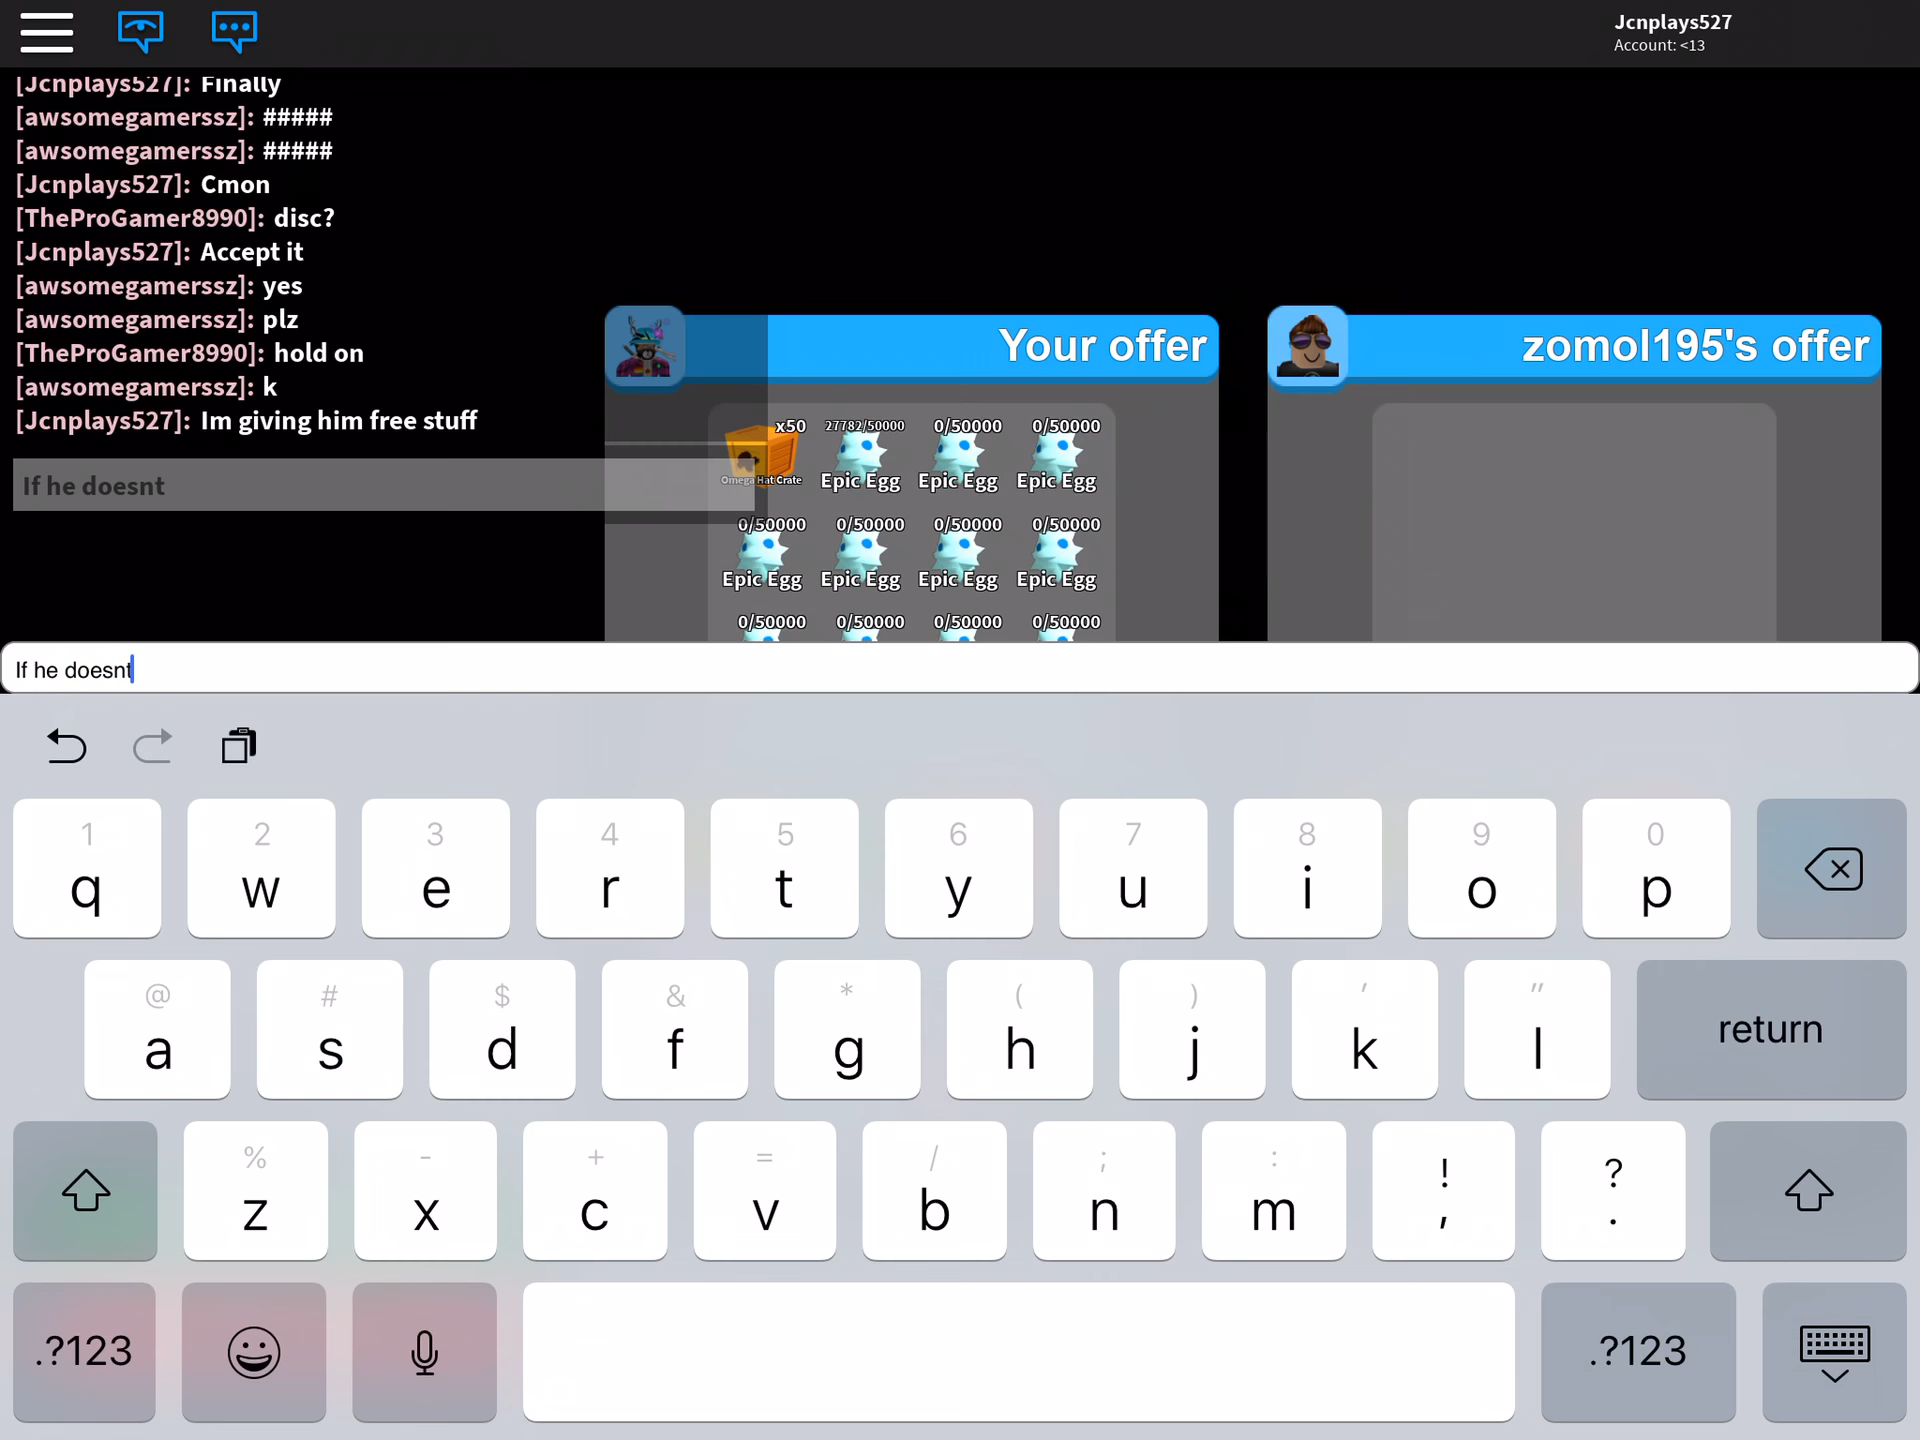 Jcnplays527
Account: <13
[Jcnplays527]: Finally
[awsomegamerssz]: #####
[awsomegamerssz]: #####
[Jcnplays527]: Cmon
[TheProGamer8990]: disc?
[Jcnplays527]: Accept it
[awsomegamerssz]: yes
[awsomegamerssz]: plz
[TheProGamer8990]: hold on
[awsomegamerssz]: k
[Jcnplays527]: Im giving him free stuff
If he doesnt
Your offer
zomol195's offer
x50 27782/50000 0/50000 0/50000
Omega Hat Crate Epic Egg Epic Egg Epic Egg
0/50000 0/50000 0/50000 0/50000
Epic Egg Epic Egg Epic Egg Epic Egg
0/50000 0/50000 0/50000 0/50000
If he doesnt
1 2 3 4 5 6 7 8 9 0
q w e r t y u i o p
@ # $ & * ( ) ' "
a s d f g h j k l return
% - + = / ; : ! ?
z x c v b n m , .
.?123 .?123